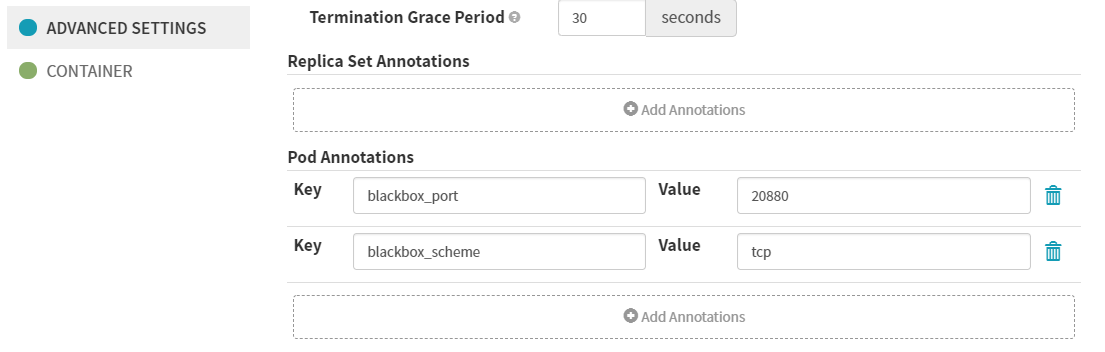 Termination Grace Period 30 seconds
ADVANCED SETTINGS
CONTAINER
Replica Set Annotations
Add Annotations
Pod Annotations
Key blackbox_port Value 20880
Key blackbox_scheme Value tcp
Add Annotations